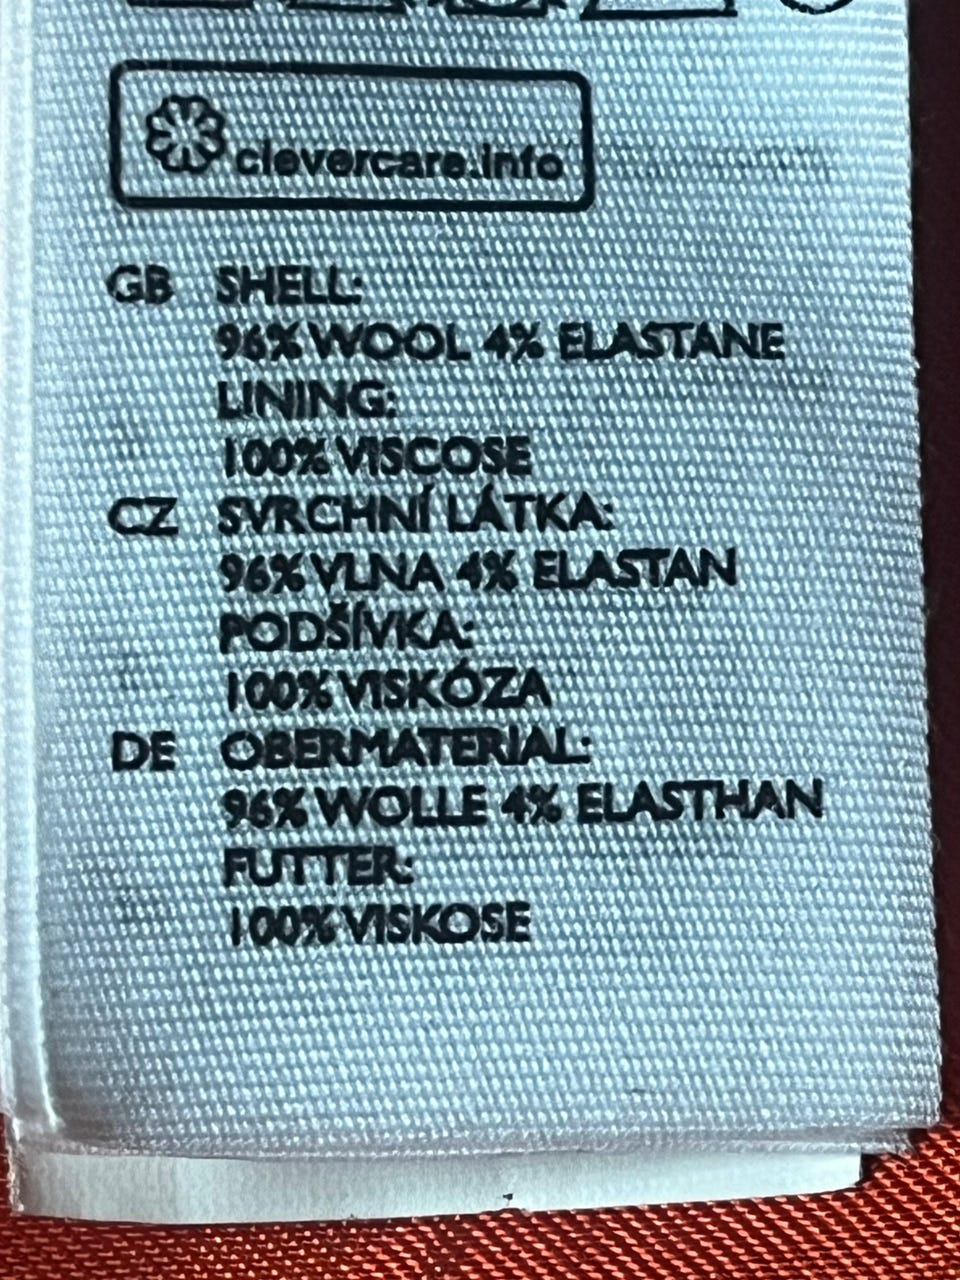 clevercare.info
GB SHELL:
96% WOOL 4% ELASTANE
LINING:
100% VISCOSE
CZ SVRCHNÍ LÁTKA:
96% VLNA 4% ELASTAN
PODŠÍVKA:
100% VISKÓZA
DE OBERMATERIAL:
96% WOLLE 4% ELASTHAN
FUTTER:
100% VISKOSE